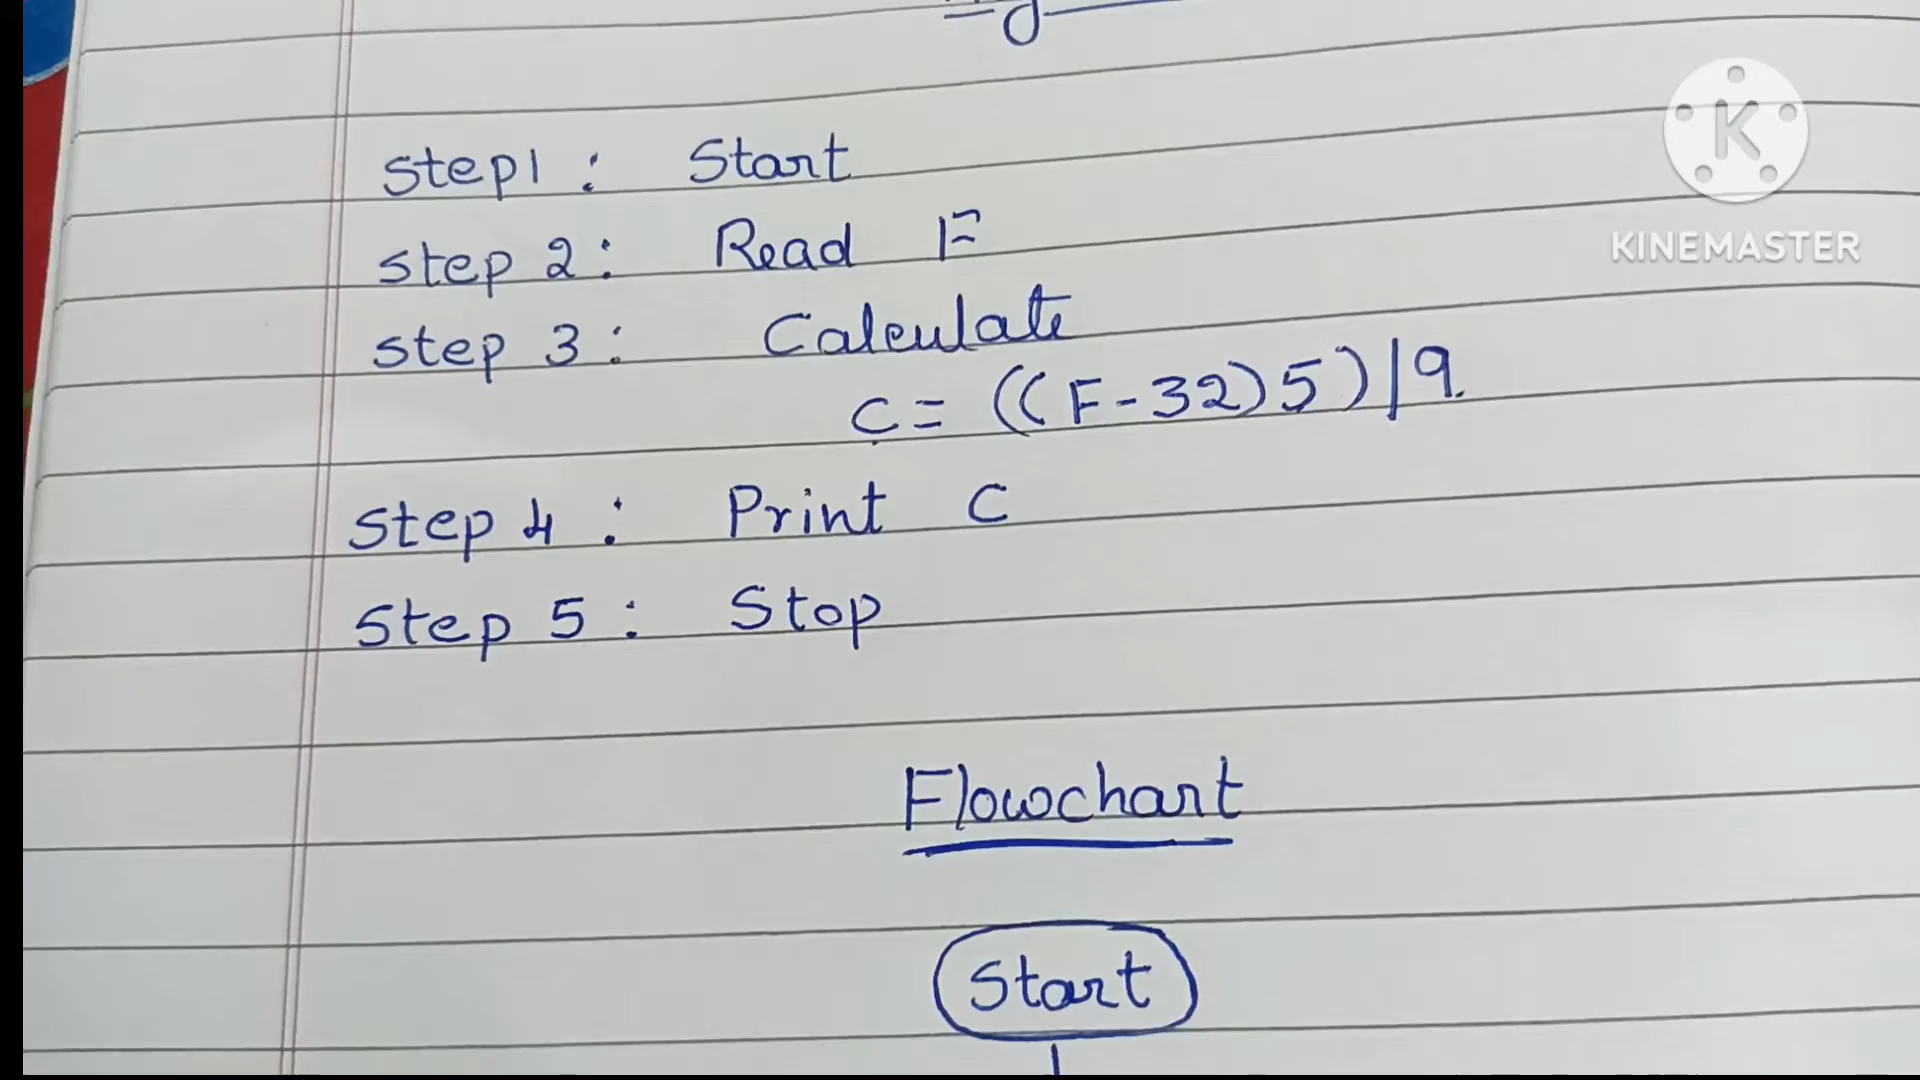 Step1 : Start
Step 2 : Read F
Step 3 : Calculate
C = ((F-32)5)/9.
Step 4 : Print C
Step 5 : Stop
Flowchart
Start
K
KINEMASTER